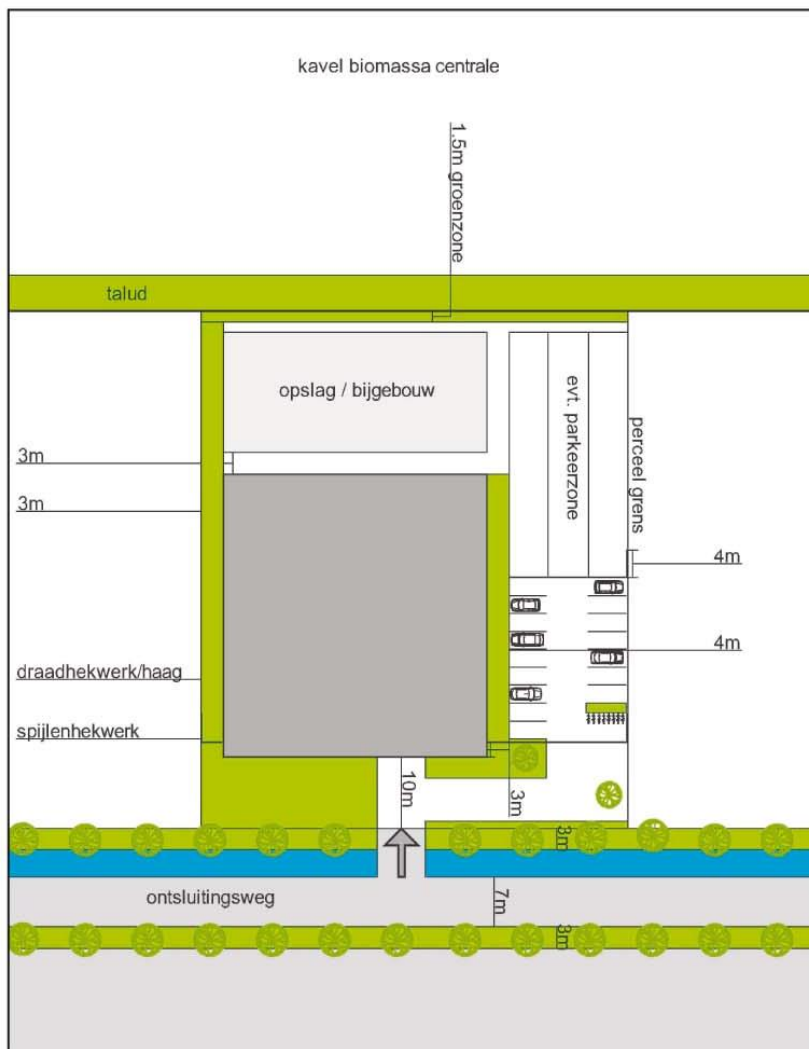 kavel biomassa centrale
1.5m groenzone
talud
opslag / bijgebouw
evt. parkeerzone
perceel grens
3m
3m
4m
4m
draadhekwerk/haag
spijlenhekwerk
10m
3m
3m
ontsluitingsweg
7m
3m